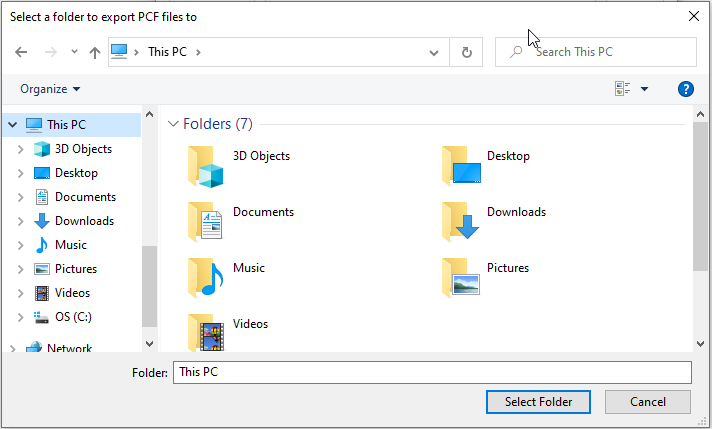 Select a folder to export PCF files to
This PC
Search This PC
Organize
?
This PC
3D Objects
Desktop
Documents
Downloads
Music
Pictures
Videos
OS (C:)
Network
Folders (7)
3D Objects
Desktop
Documents
Downloads
Music
Pictures
Videos
Folder: This PC
Select Folder
Cancel